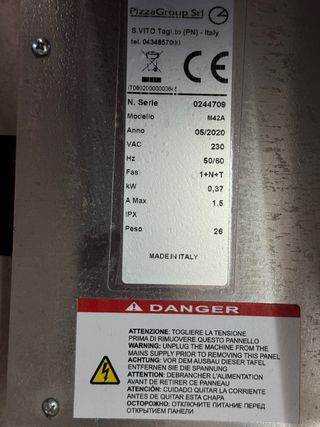 PizzaGroup Srl
S.VITO Tagl.to (PN) - Italy
tel.
CE
N. Serie 0244709
Modello M42A
Anno 05/2020
VAC 230
Hz 50/60
Fasi 1+N+T
kW 0,37
A Max 1.5
IPX
Peso 26
MADE IN ITALY
DANGER
ATTENZIONE: TOGLIERE LA TENSIONE
PRIMA DI RIMUOVERE QUESTO PANNELLO
WARNING: UNPLUG THE MACHINE FROM THE
MAINS SUPPLY PRIOR TO REMOVING THIS PANEL
ACHTUNG: VOR DEM AUSBAU DIESER TAFEL
ENTFERNEN SIE DIE SPANNUNG
ATTENTION: DEBRANCHER L'ALIMENTATION
AVANT DE RETIRER CE PANNEAU
ATENCIÓN: CUIDADO QUITAR LA CORRIENTE
ANTES DE QUITAR ESTA CHAPA
ОСТОРОЖНО: ОТКЛЮЧИТЕ ПИТАНИЕ ПЕРЕД
ОТКРЫТИЕМ ПАНЕЛИ